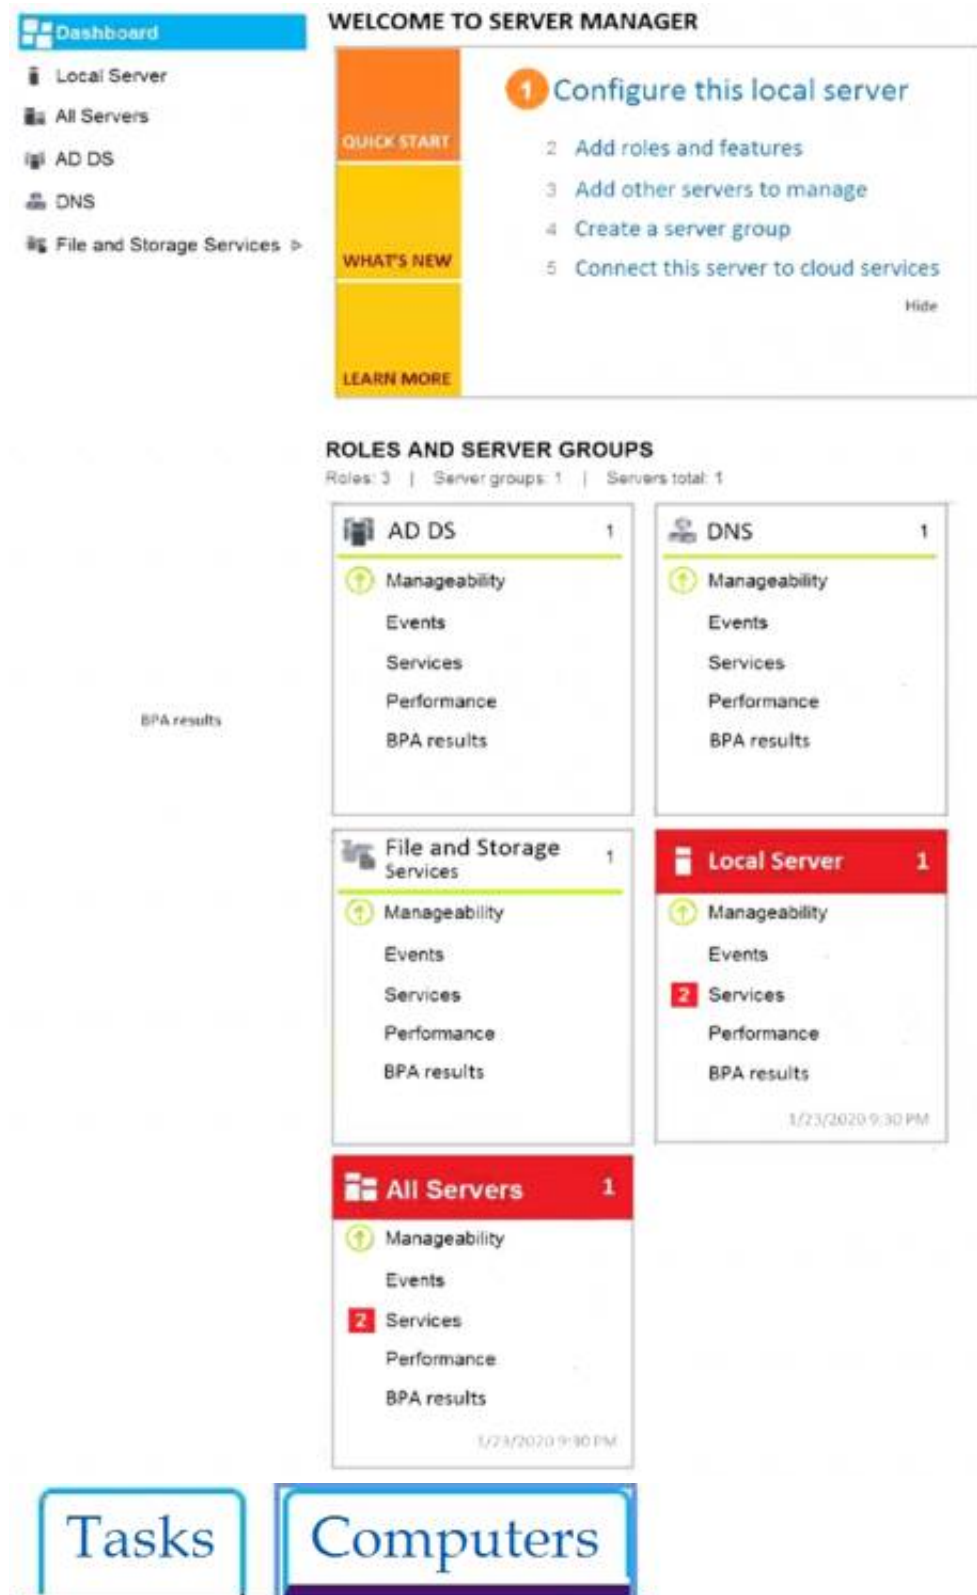 Dashboard
Local Server
All Servers
AD DS
DNS
File and Storage Services
WELCOME TO SERVER MANAGER
QUICK START
WHAT'S NEW
LEARN MORE
1 Configure this local server
2 Add roles and features
3 Add other servers to manage
4 Create a server group
5 Connect this server to cloud services
Hide
ROLES AND SERVER GROUPS
Roles: 3 | Server groups: 1 | Servers total: 1
AD DS 1
Manageability
Events
Services
Performance
BPA results
DNS 1
Manageability
Events
Services
Performance
BPA results
BPA results
File and Storage 1
Services
Manageability
Events
Services
Performance
BPA results
Local Server 1
Manageability
Events
2 Services
Performance
BPA results
1/23/2020 9:30 PM
All Servers 1
Manageability
Events
2 Services
Performance
BPA results
1/23/2020 9:30 PM
Tasks
Computers